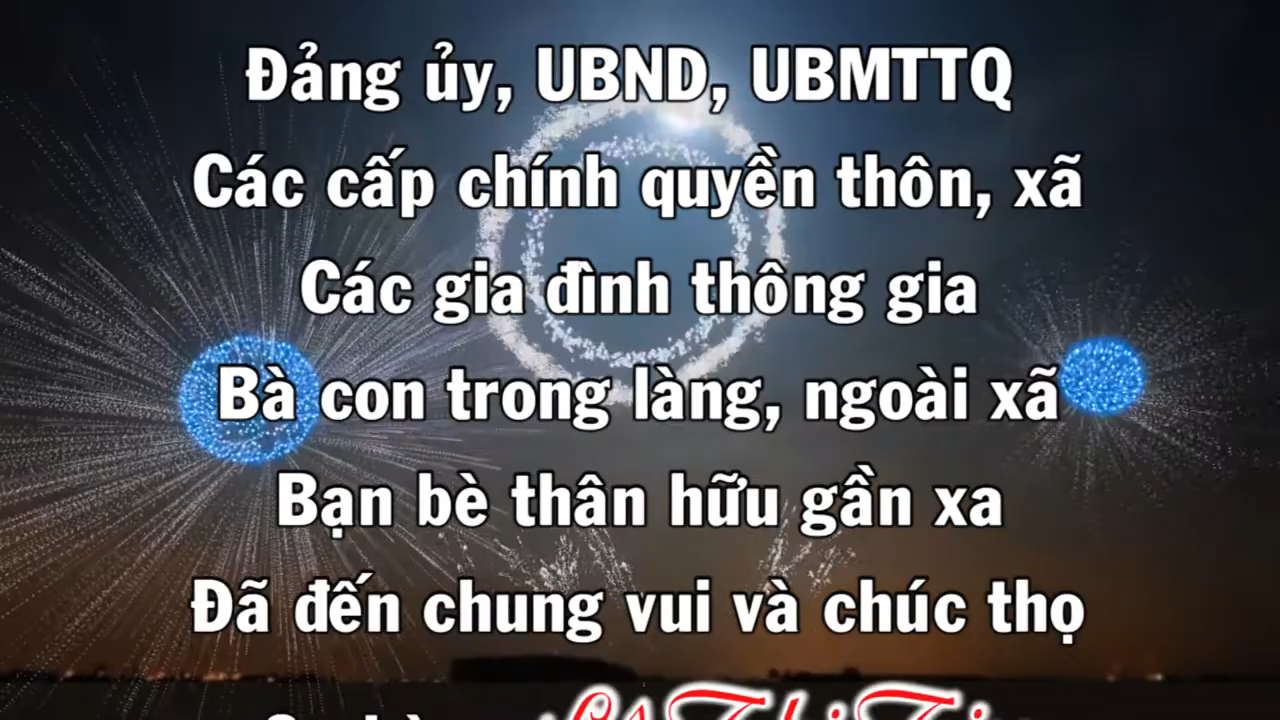 Đảng ủy, UBND, UBMTTQ
Các cấp chính quyền thôn, xã
Các gia đình thông gia
Bà con trong làng, ngoài xã
Bạn bè thân hữu gần xa
Đã đến chung vui và chúc thọ